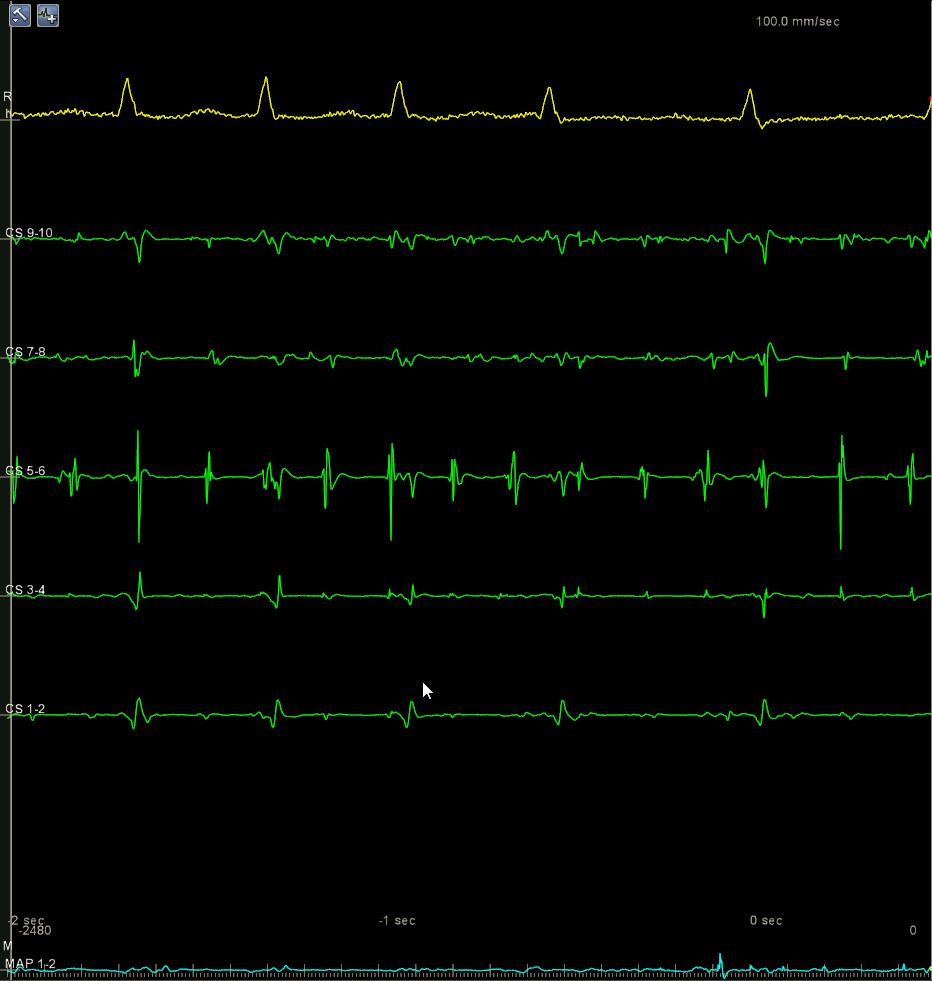 100.0 mm/sec
R
CS 9-10
CS 7-8
CS 5-6
CS 3-4
CS 1-2
-2 sec
-1 sec
0 sec
-2480
0
M
MAP 1-2